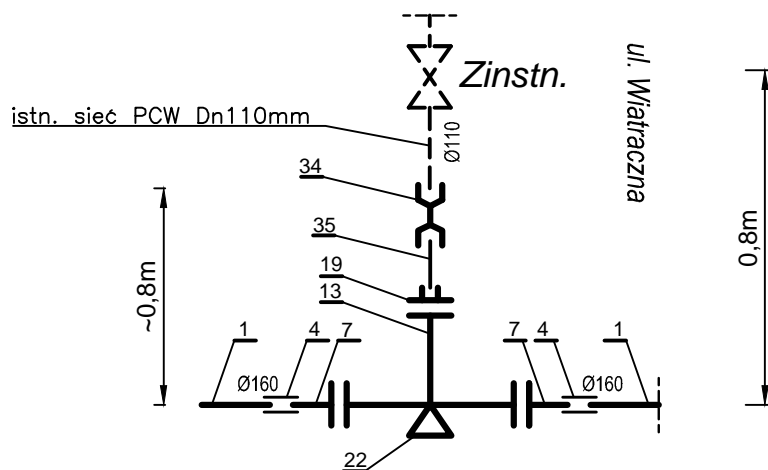 Zinstn.
ul. Wiatraczna
istn. sieć PCW Dn110mm
Ø110
34
35
19
13
~0,8m
0,8m
1
4
7
7
4
1
Ø160
Ø160
22